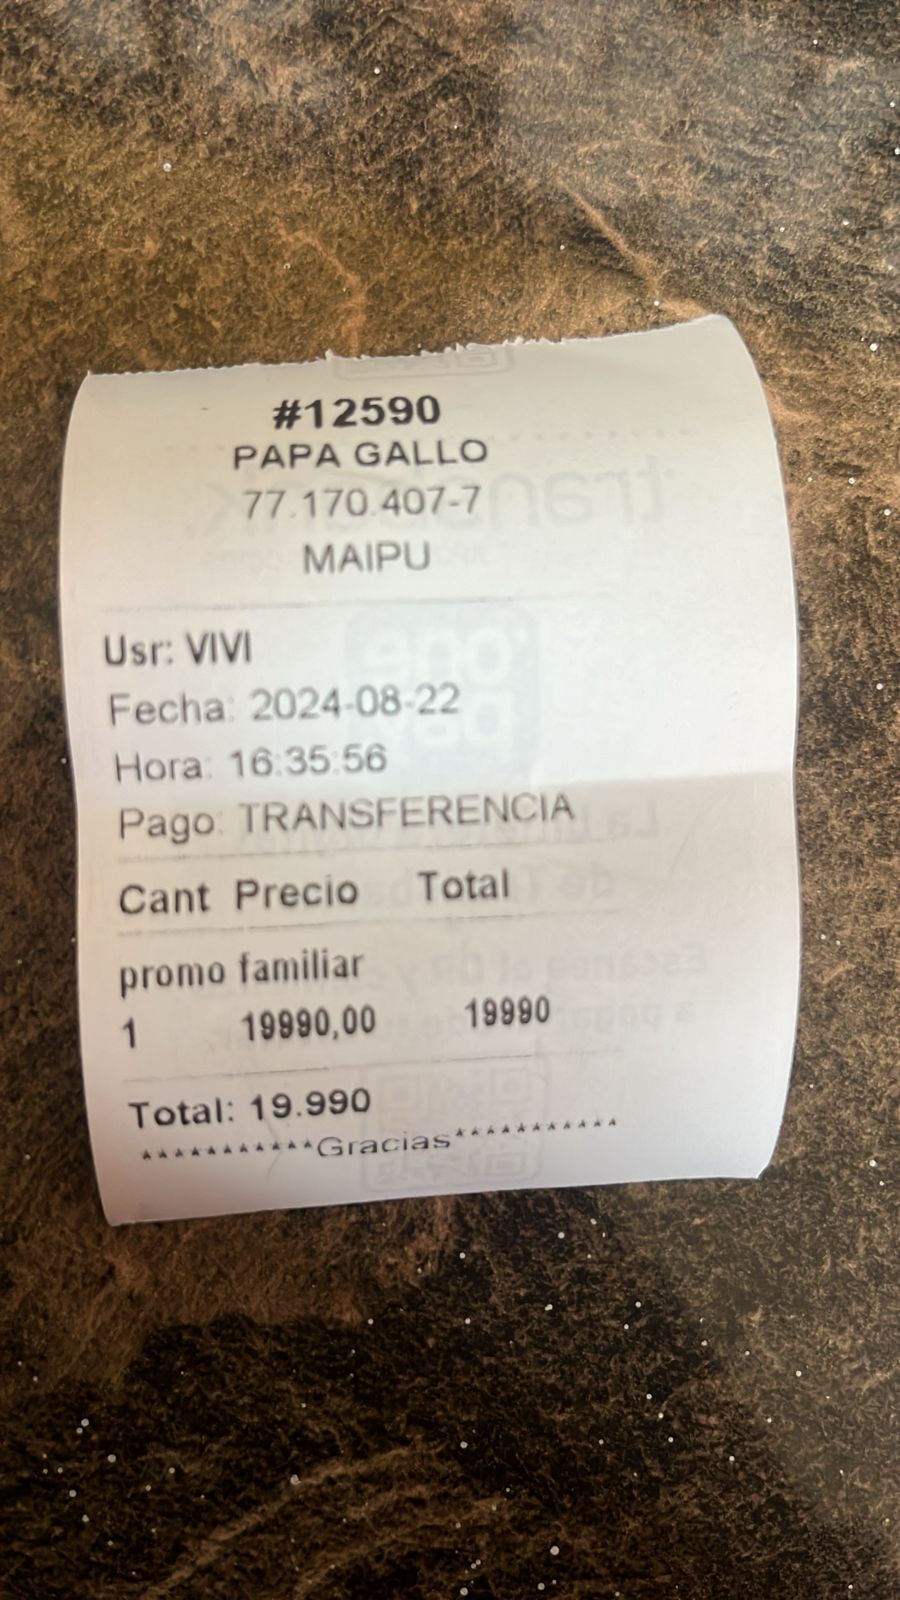 #12590
PAPA GALLO
77.170.407-7
MAIPU
Usr: VIVI
Fecha: 2024-08-22
Hora: 16:35:56
Pago: TRANSFERENCIA
Cant Precio Total
promo familiar
1 19990,00 19990
Total: 19.990
***********Gracias***********